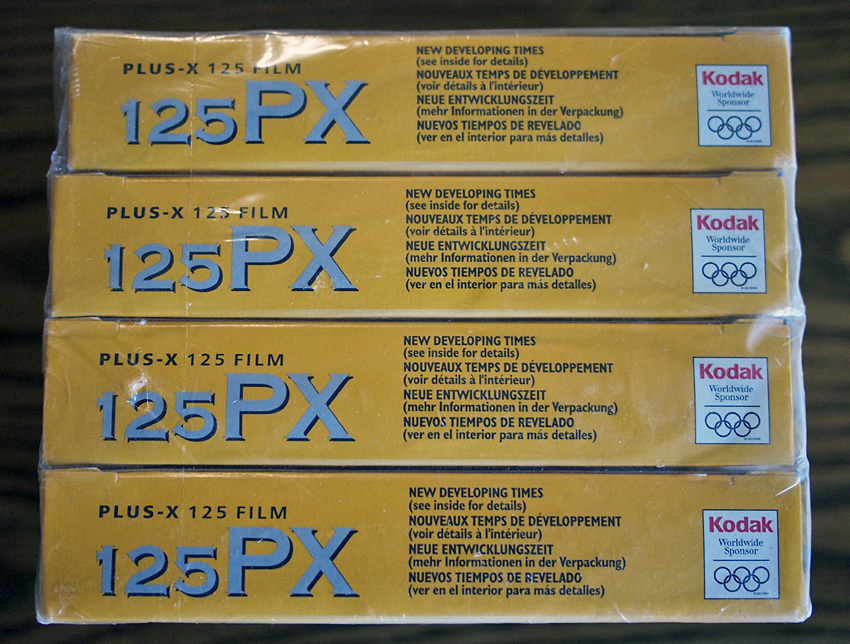 PLUS-X 125 FILM
125PX
NEW DEVELOPING TIMES
(see inside for details)
NOUVEAUX TEMPS DE DÉVELOPPEMENT
(voir détails à l'intérieur)
NEUE ENTWICKLUNGSZEIT
(mehr Informationen in der Verpackung)
NUEVOS TIEMPOS DE REVELADO
(ver en el interior para más detalles)
Kodak
Worldwide
Sponsor
PLUS-X 125 FILM
125PX
NEW DEVELOPING TIMES
(see inside for details)
NOUVEAUX TEMPS DE DÉVELOPPEMENT
(voir détails à l'intérieur)
NEUE ENTWICKLUNGSZEIT
(mehr Informationen in der Verpackung)
NUEVOS TIEMPOS DE REVELADO
(ver en el interior para más detalles)
Kodak
Worldwide
Sponsor
PLUS-X 125 FILM
125PX
NEW DEVELOPING TIMES
(see inside for details)
NOUVEAUX TEMPS DE DÉVELOPPEMENT
(voir détails à l'intérieur)
NEUE ENTWICKLUNGSZEIT
(mehr Informationen in der Verpackung)
NUEVOS TIEMPOS DE REVELADO
(ver en el interior para más detalles)
Kodak
Worldwide
Sponsor
PLUS-X 125 FILM
125PX
NEW DEVELOPING TIMES
(see inside for details)
NOUVEAUX TEMPS DE DÉVELOPPEMENT
(voir détails à l'intérieur)
NEUE ENTWICKLUNGSZEIT
(mehr Informationen in der Verpackung)
NUEVOS TIEMPOS DE REVELADO
(ver en el interior para más detalles)
Kodak
Worldwide
Sponsor